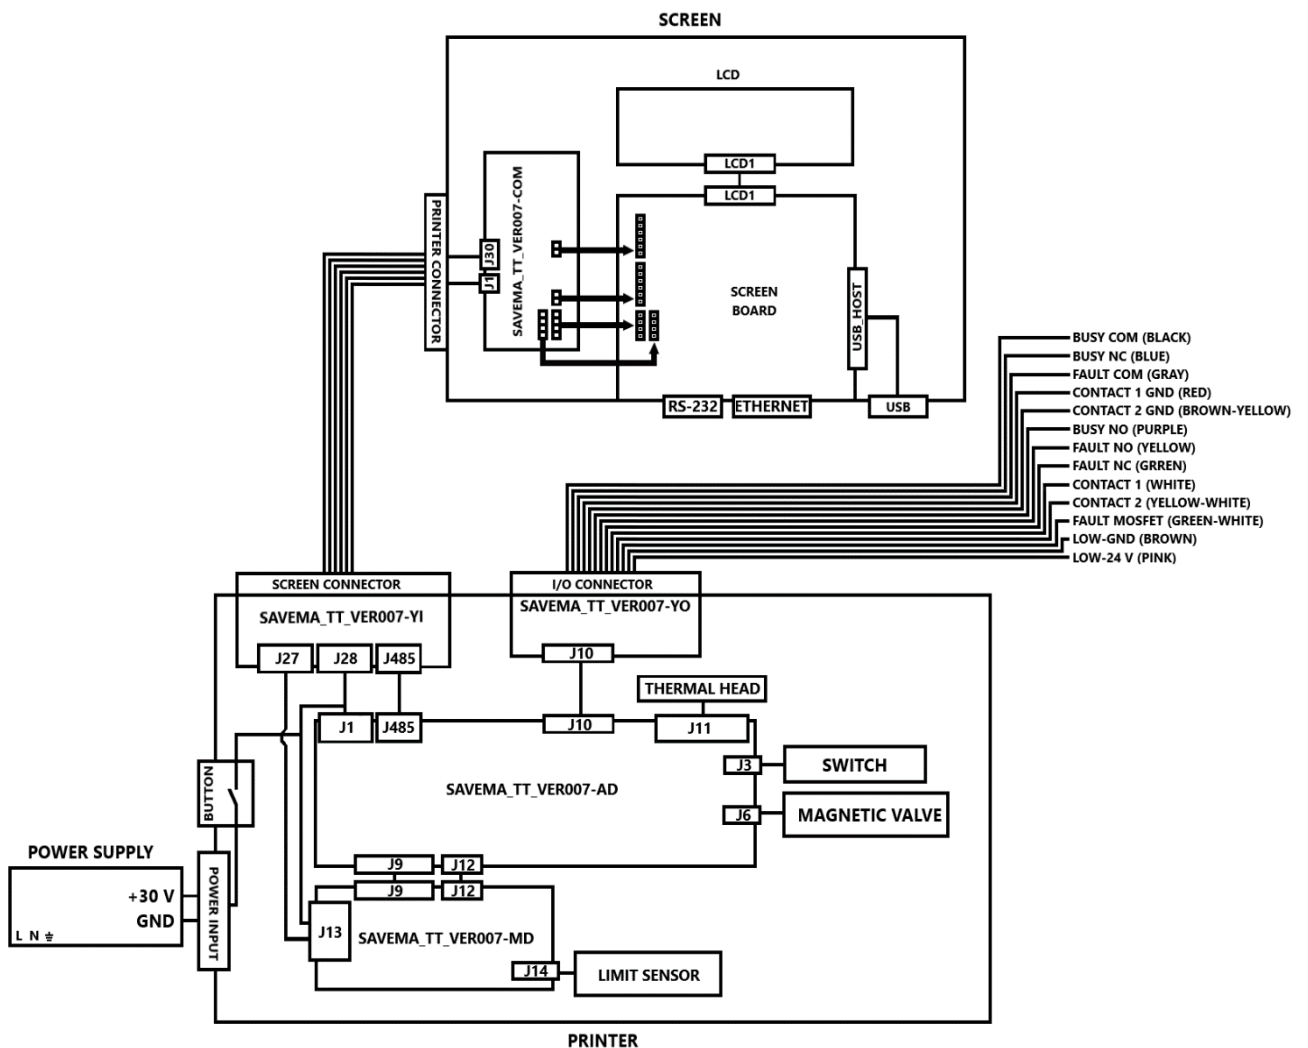 SCREEN
LCD
LCD1
LCD1
PRINTER CONNECTOR
J30
J1
SAVEMA_TT_VER007-COM
SCREEN
BOARD
USB_HOST
RS-232
ETHERNET
USB
BUSY COM (BLACK)
BUSY NC (BLUE)
FAULT COM (GRAY)
CONTACT 1 GND (RED)
CONTACT 2 GND (BROWN-YELLOW)
BUSY NO (PURPLE)
FAULT NO (YELLOW)
FAULT NC (GRREN)
CONTACT 1 (WHITE)
CONTACT 2 (YELLOW-WHITE)
FAULT MOSFET (GREEN-WHITE)
LOW-GND (BROWN)
LOW-24 V (PINK)
SCREEN CONNECTOR
SAVEMA_TT_VER007-YI
J27
J28
J485
I/O CONNECTOR
SAVEMA_TT_VER007-YO
J10
THERMAL HEAD
J1
J485
J10
J11
J3
SWITCH
SAVEMA_TT_VER007-AD
J6
MAGNETIC VALVE
BUTTON
POWER SUPPLY
+30 V
GND
L N ⏚
POWER INPUT
J9
J12
J9
J12
J13
SAVEMA_TT_VER007-MD
J14
LIMIT SENSOR
PRINTER